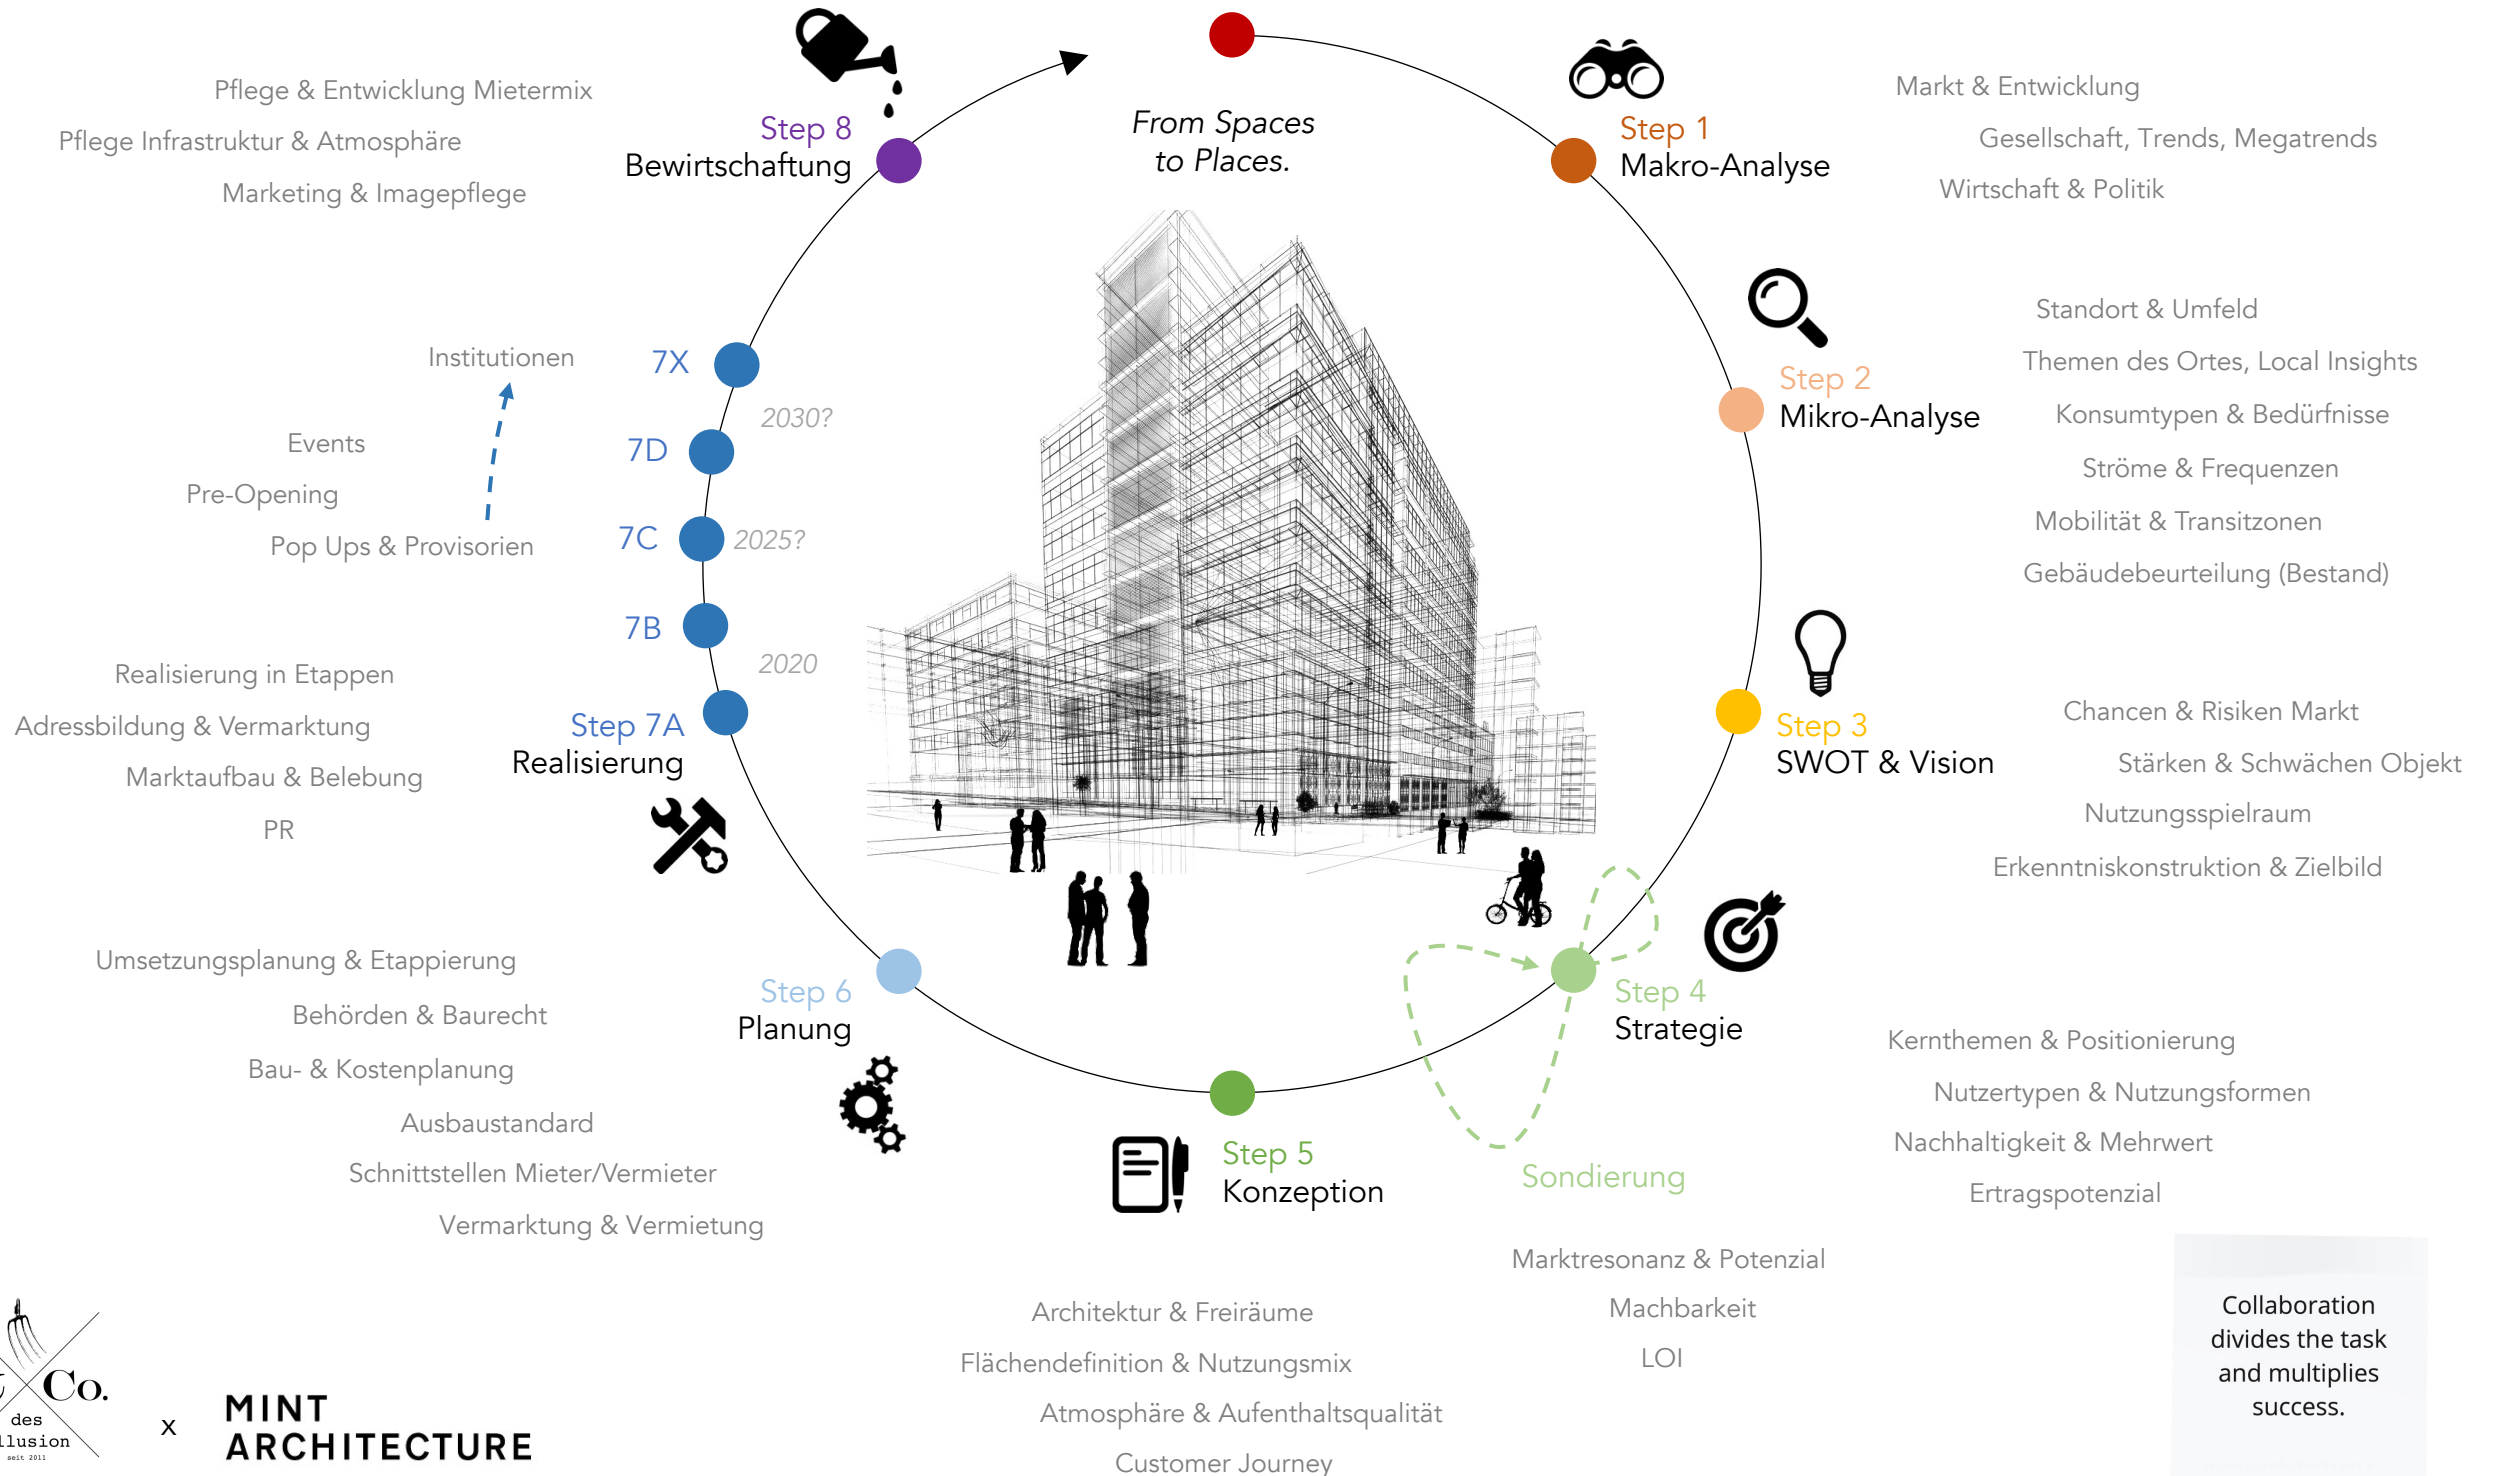 From Spaces
to Places.
Step 1
Makro-Analyse
Markt & Entwicklung
Gesellschaft, Trends, Megatrends
Wirtschaft & Politik
Step 2
Mikro-Analyse
Standort & Umfeld
Themen des Ortes, Local Insights
Konsumtypen & Bedürfnisse
Ströme & Frequenzen
Mobilität & Transitzonen
Gebäudebeurteilung (Bestand)
Step 3
SWOT & Vision
Chancen & Risiken Markt
Stärken & Schwächen Objekt
Nutzungsspielraum
Erkenntniskonstruktion & Zielbild
Step 4
Strategie
Kernthemen & Positionierung
Nutzertypen & Nutzungsformen
Nachhaltigkeit & Mehrwert
Ertragspotenzial
Sondierung
Marktresonanz & Potenzial
Machbarkeit
LOI
Step 5
Konzeption
Architektur & Freiräume
Flächendefinition & Nutzungsmix
Atmosphäre & Aufenthaltsqualität
Customer Journey
Step 6
Planung
Umsetzungsplanung & Etappierung
Behörden & Baurecht
Bau- & Kostenplanung
Ausbaustandard
Schnittstellen Mieter/Vermieter
Vermarktung & Vermietung
Step 7A
Realisierung
Realisierung in Etappen
Adressbildung & Vermarktung
Marktaufbau & Belebung
PR
2020
7B
7C
2025?
7D
2030?
7X
Institutionen
Events
Pre-Opening
Pop Ups & Provisorien
Step 8
Bewirtschaftung
Pflege & Entwicklung Mietermix
Pflege Infrastruktur & Atmosphäre
Marketing & Imagepflege
Co.
des
llusion
seit 2011
x
MINT
ARCHITECTURE
Collaboration
divides the task
and multiplies
success.